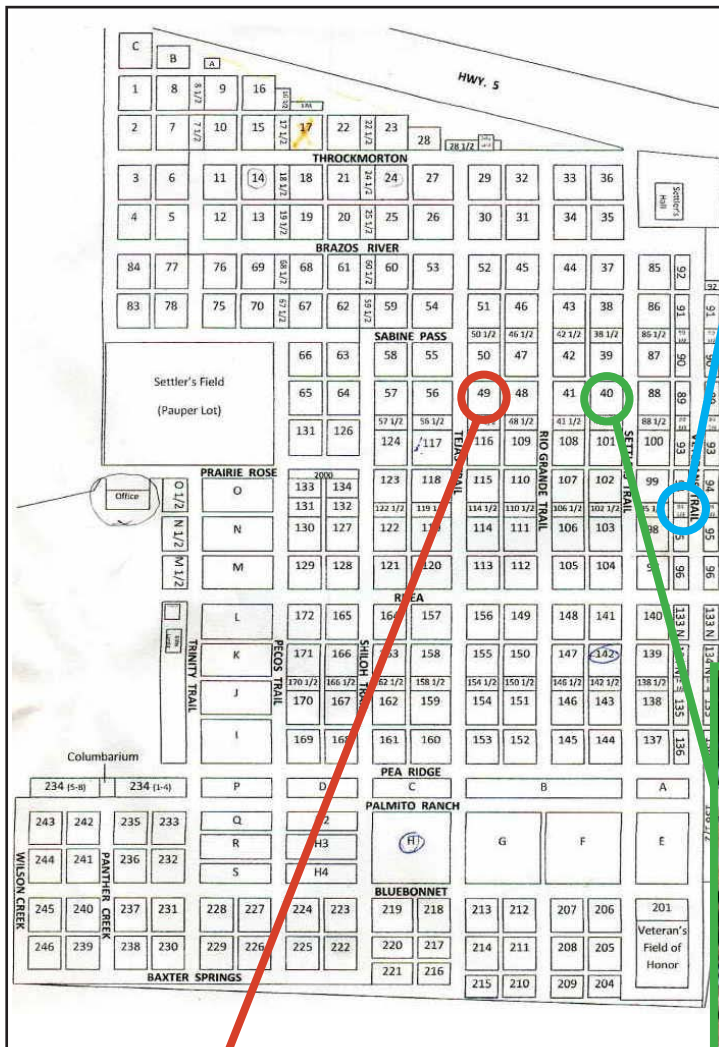 C B A
HWY. 5
1 8 8 1/2 9 16
2 7 7 1/2 10 15 17 1/2 17 22 22 1/2 23 28 28 1/2
THROCKMORTON
3 6 11 14 18 1/2 18 21 24 1/2 24 27 29 32 33 36
Settler's Hall
4 5 12 13 19 1/2 19 20 25 1/2 25 26 30 31 34 35
BRAZOS RIVER
84 77 76 69 68 1/2 68 61 60 1/2 60 53 52 45 44 37 85 92
92
83 78 75 70 67 1/2 67 62 59 1/2 59 54 51 46 43 38 86 91 91
SABINE PASS
50 1/2 46 1/2 42 1/2 38 1/2 86 1/2
66 63 58 55 50 47 42 39 87 90 90
Settler's Field
(Pauper Lot)
65 64 57 56 49 48 41 40 88 89 89
57 1/2 56 1/2 48 1/2 41 1/2 88 1/2
131 126 124 117 116 109 108 101 100 93 93
TEJAS TRAIL
RIO GRANDE TRAIL
SETTLERS TRAIL
TRAIL
PRAIRIE ROSE
2000
Office
O 1/2 O 133 134 123 118 115 110 107 102 99 94
131 132 122 1/2 119 1/2 114 1/2 110 1/2 106 1/2 102 1/2
N 1/2 N 130 127 122 114 111 106 103 98 95
M 1/2 M 129 128 121 120 113 112 105 104 96 96
L 172 165 164 157 156 149 148 141 140 133 N 133 N
TRINITY TRAIL
PECOS TRAIL
SHILOH TRAIL
K 171 166 163 158 155 150 147 142 139
170 1/2 166 1/2 158 1/2 154 1/2 150 1/2 146 1/2 142 1/2 138 1/2
J 170 167 162 159 154 151 146 143 138 135
I 169 168 161 160 153 152 145 144 137 136
PEA RIDGE
Columbarium
234 (5-8) 234 (1-4) P D C B A
PALMITO RANCH
243 242 235 233 Q
244 241 236 232 R H3 H1 G F E
S H4
WILSON CREEK
PANTHER CREEK
BLUEBONNET
245 240 237 231 228 227 224 223 219 218 213 212 207 206 201
Veteran's
Field of
Honor
246 239 238 230 229 226 225 222 220 217 214 211 208 205
221 216 215 210 209 204
BAXTER SPRINGS